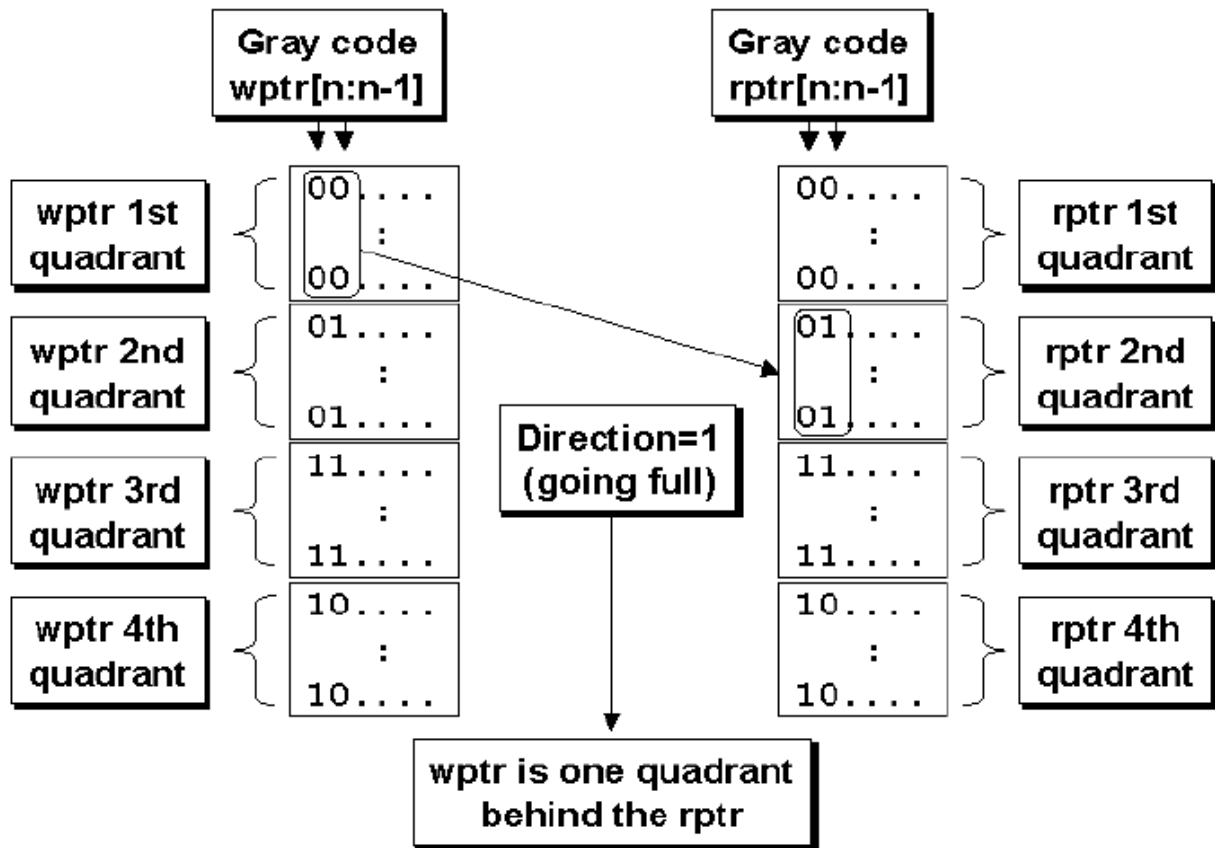 Gray code
wptr[n:n-1]
Gray code
rptr[n:n-1]
wptr 1st
quadrant
00....
:
00....
00....
:
00....
rptr 1st
quadrant
wptr 2nd
quadrant
01....
:
01....
01....
:
01....
rptr 2nd
quadrant
Direction=1
(going full)
wptr 3rd
quadrant
11....
:
11....
11....
:
11....
rptr 3rd
quadrant
wptr 4th
quadrant
10....
:
10....
10....
:
10....
rptr 4th
quadrant
wptr is one quadrant
behind the rptr